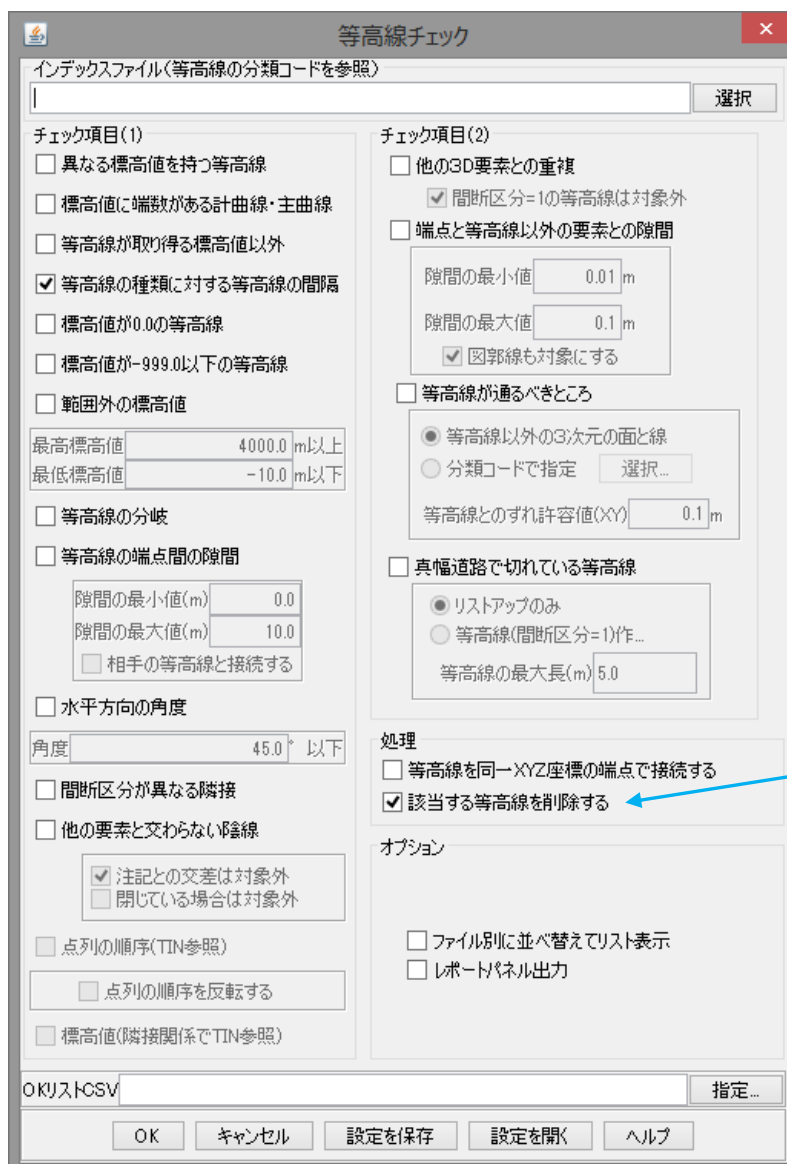 等高線チェック
インデックスファイル(等高線の分類コードを参照)
選択
チェック項目(1)
異なる標高値を持つ等高線
標高値に端数がある計曲線・主曲線
等高線が取り得る標高値以外
等高線の種類に対する等高線の間隔
標高値が0.0の等高線
標高値が-999.0以下の等高線
範囲外の標高値
最高標高値 4000.0 m以上
最低標高値 -10.0 m以下
等高線の分岐
等高線の端点間の隙間
隙間の最小値(m) 0.0
隙間の最大値(m) 10.0
相手の等高線と接続する
水平方向の角度
角度 45.0 ° 以下
間断区分が異なる隣接
他の要素と交わらない陰線
注記との交差は対象外
閉じている場合は対象外
点列の順序(TIN参照)
点列の順序を反転する
標高値(隣接関係でTIN参照)
チェック項目(2)
他の3D要素との重複
間断区分=1の等高線は対象外
端点と等高線以外の要素との隙間
隙間の最小値 0.01 m
隙間の最大値 0.1 m
図郭線も対象にする
等高線が通るべきところ
等高線以外の3次元の面と線
分類コードで指定 選択...
等高線とのずれ許容値(XY) 0.1 m
真幅道路で切れている等高線
リストアップのみ
等高線(間断区分=1)作...
等高線の最大長(m) 5.0
処理
等高線を同一XYZ座標の端点で接続する
該当する等高線を削除する
オプション
ファイル別に並べ替えてリスト表示
レポートパネル出力
OKリストCSV 指定...
OK キャンセル 設定を保存 設定を開く ヘルプ